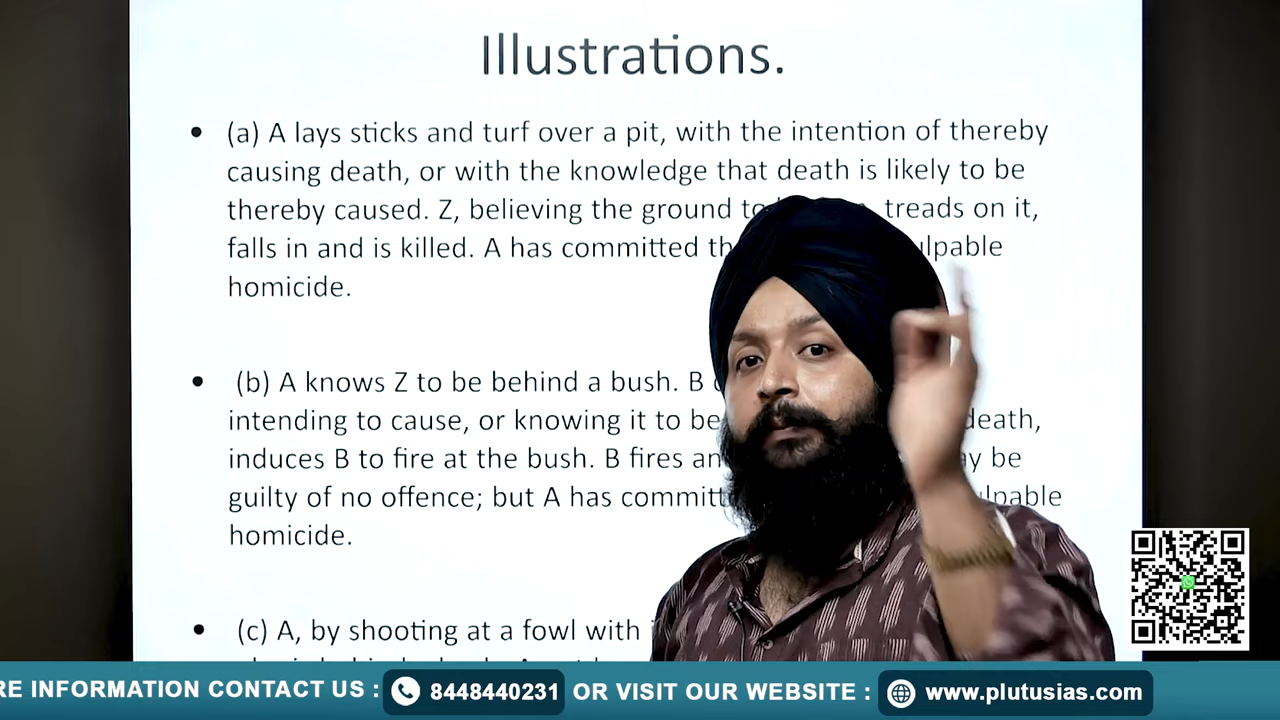 Illustrations.
• (a) A lays sticks and turf over a pit, with the intention of thereby
causing death, or with the knowledge that death is likely to be
thereby caused. Z, believing the ground to treads on it,
falls in and is killed. A has committed
homicide.
• (b) A knows Z to be behind a bush. B
intending to cause, or knowing it to be death,
induces B to fire at the bush. B fires be
guilty of no offence; but A has
homicide.
• (c) A, by shooting at a fowl with
RE INFORMATION CONTACT US : 8448440231 OR VISIT OUR WEBSITE : www.plutusias.com